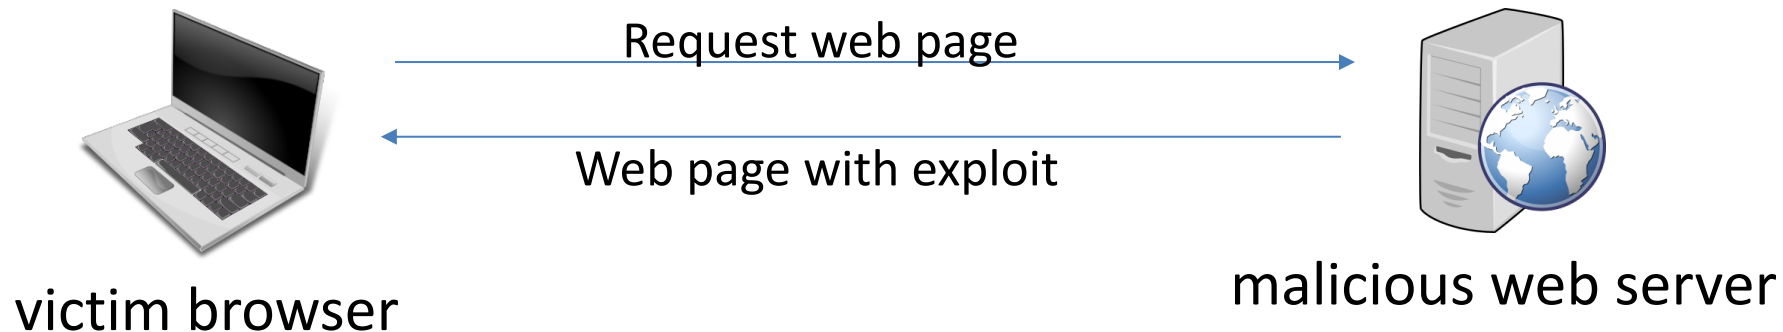 Request web page
Web page with exploit
victim browser
malicious web server